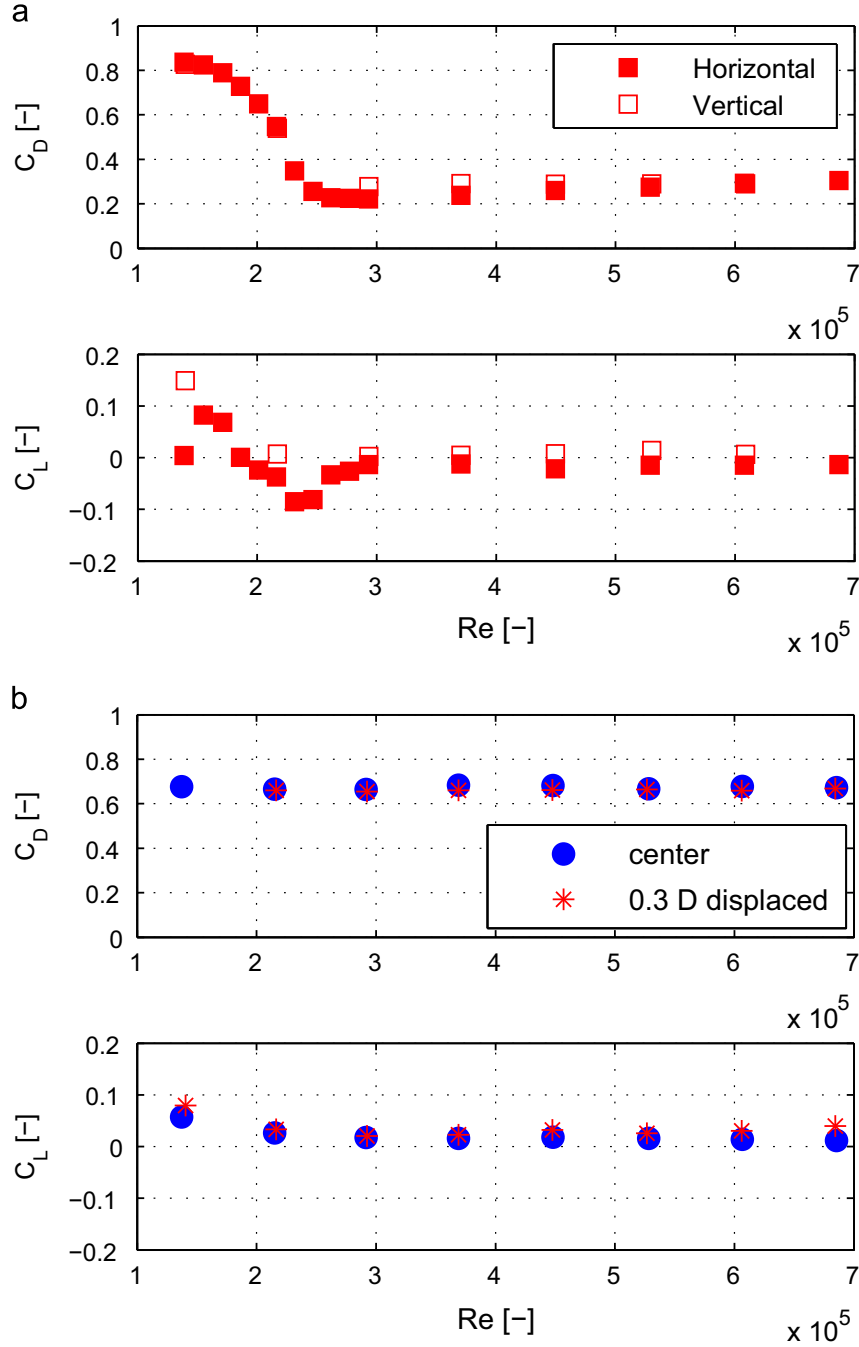 a
1
0.8
0.6
0.4
0.2
0
C_D [−]
Horizontal
Vertical
1 2 3 4 5 6 7
x 10^5
0.2
0.1
0
−0.1
−0.2
C_L [−]
1 2 3 4 5 6 7
Re [−]
x 10^5
b
1
0.8
0.6
0.4
0.2
0
C_D [−]
center
0.3 D displaced
1 2 3 4 5 6 7
x 10^5
0.2
0.1
0
−0.1
−0.2
C_L [−]
1 2 3 4 5 6 7
Re [−]
x 10^5